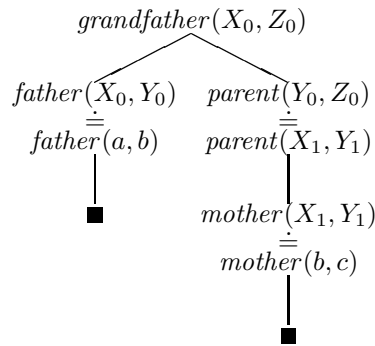 grandfather(X₀, Z₀)
father(X₀, Y₀) parent(Y₀, Z₀)
≐ ≐
father(a, b) parent(X₁, Y₁)
mother(X₁, Y₁)
≐
mother(b, c)